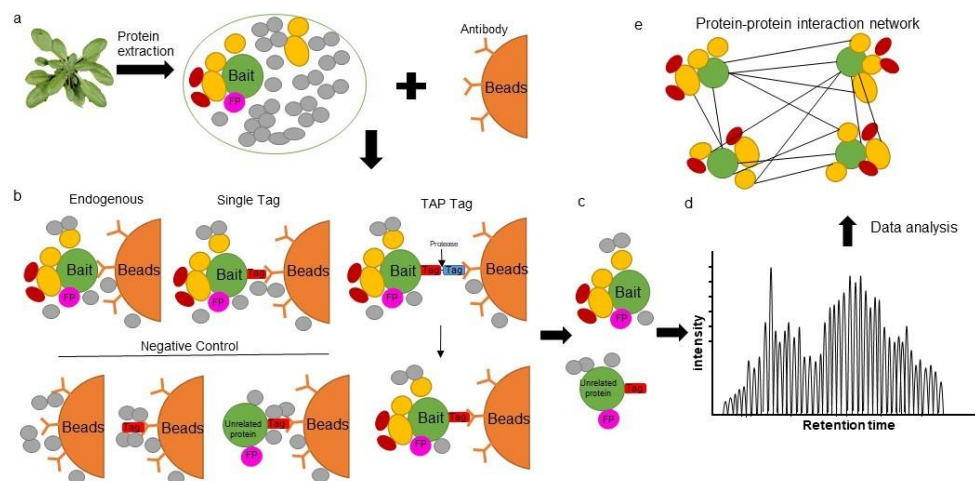 a
Protein
extraction
Bait
FP
Antibody
Beads
e
Protein-protein interaction network
b
Endogenous
Single Tag
TAP Tag
Bait
FP
Beads
Bait
Tag
FP
Beads
Protease
Bait
Tag
Tag
FP
Beads
Negative Control
Beads
Tag
Beads
Unrelated
protein
Tag
FP
Beads
Bait
Tag
FP
Beads
c
Bait
FP
Unrelated
protein
Tag
FP
d
Data analysis
intensity
Retention time